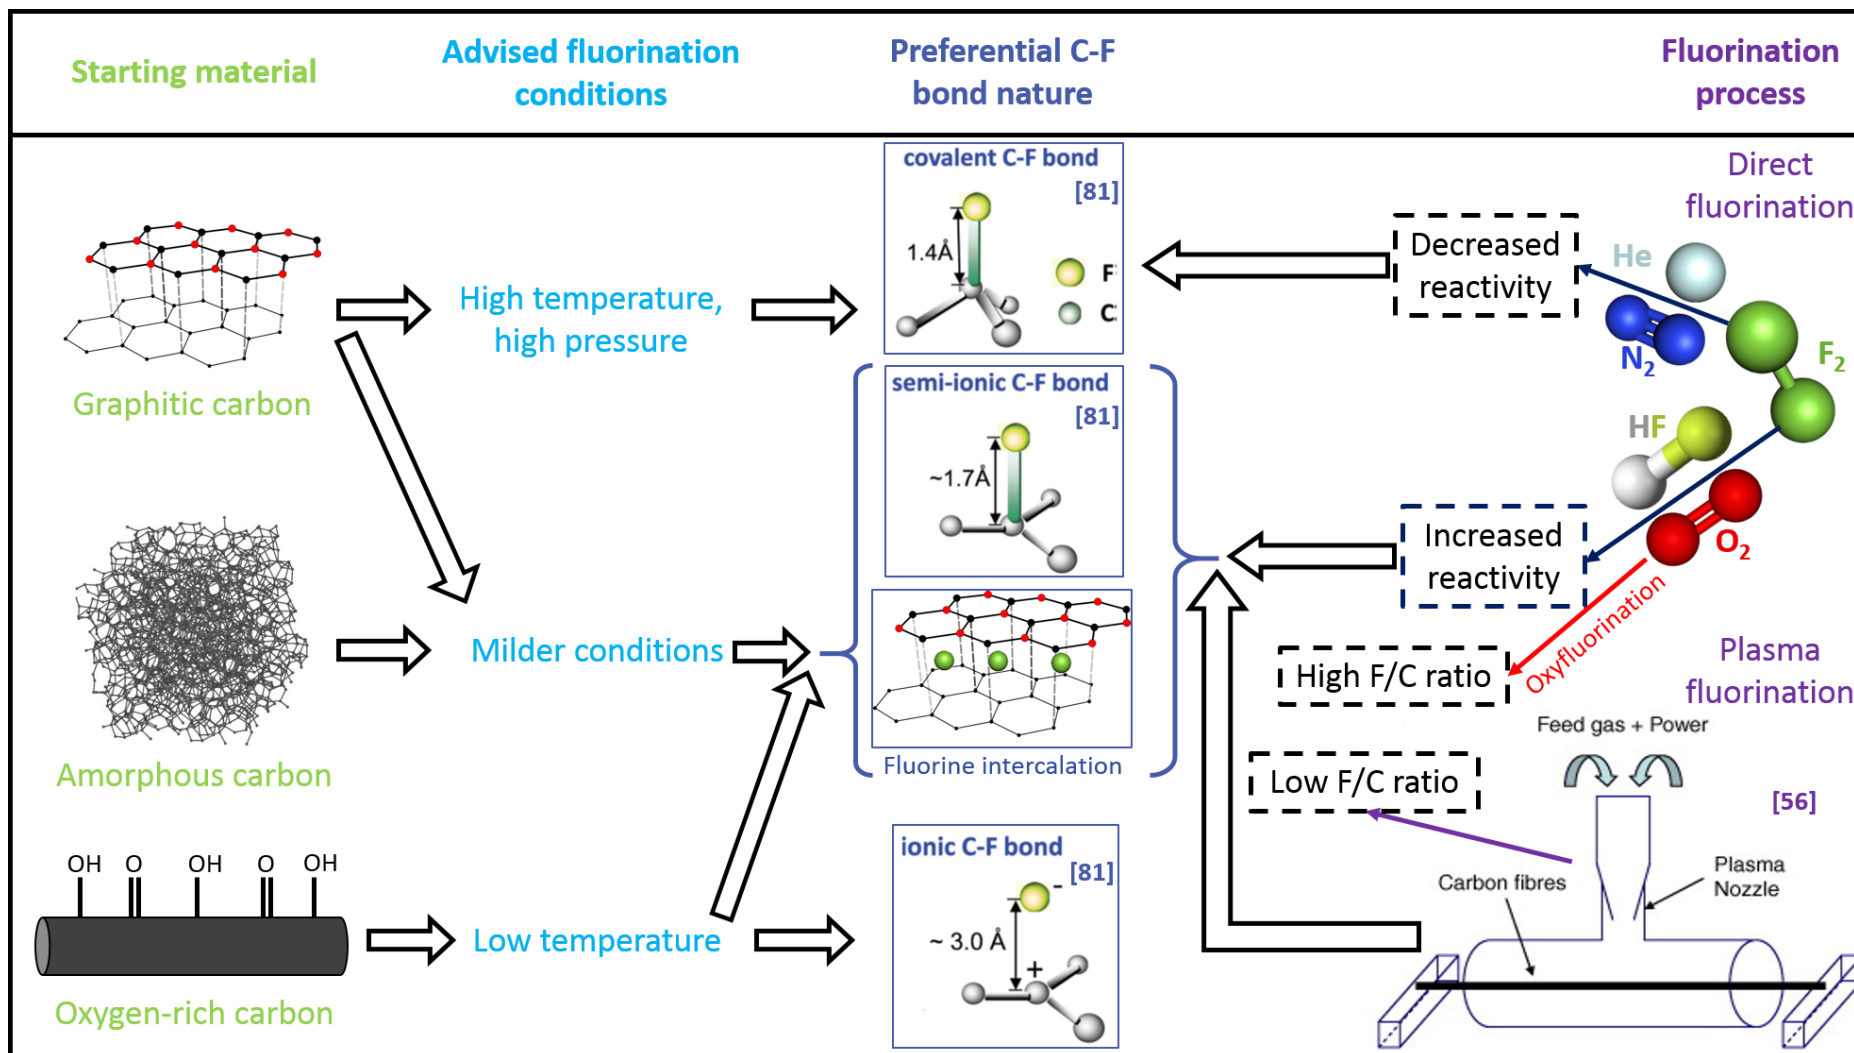 Starting material
Advised fluorination
conditions
Preferential C-F
bond nature
Fluorination
process
Graphitic carbon
High temperature,
high pressure
covalent C-F bond
[81]
1.4Å
F
C
Decreased
reactivity
Direct
fluorination
He
N₂
F₂
HF
O₂
semi-ionic C-F bond
[81]
~1.7Å
Increased
reactivity
Oxyfluorination
High F/C ratio
Amorphous carbon
Milder conditions
Fluorine intercalation
Low F/C ratio
Plasma
fluorination
Feed gas + Power
[56]
Plasma
Nozzle
Carbon fibres
OH
O
OH
O
OH
Oxygen-rich carbon
Low temperature
ionic C-F bond
[81]
-
~ 3.0 Å
+